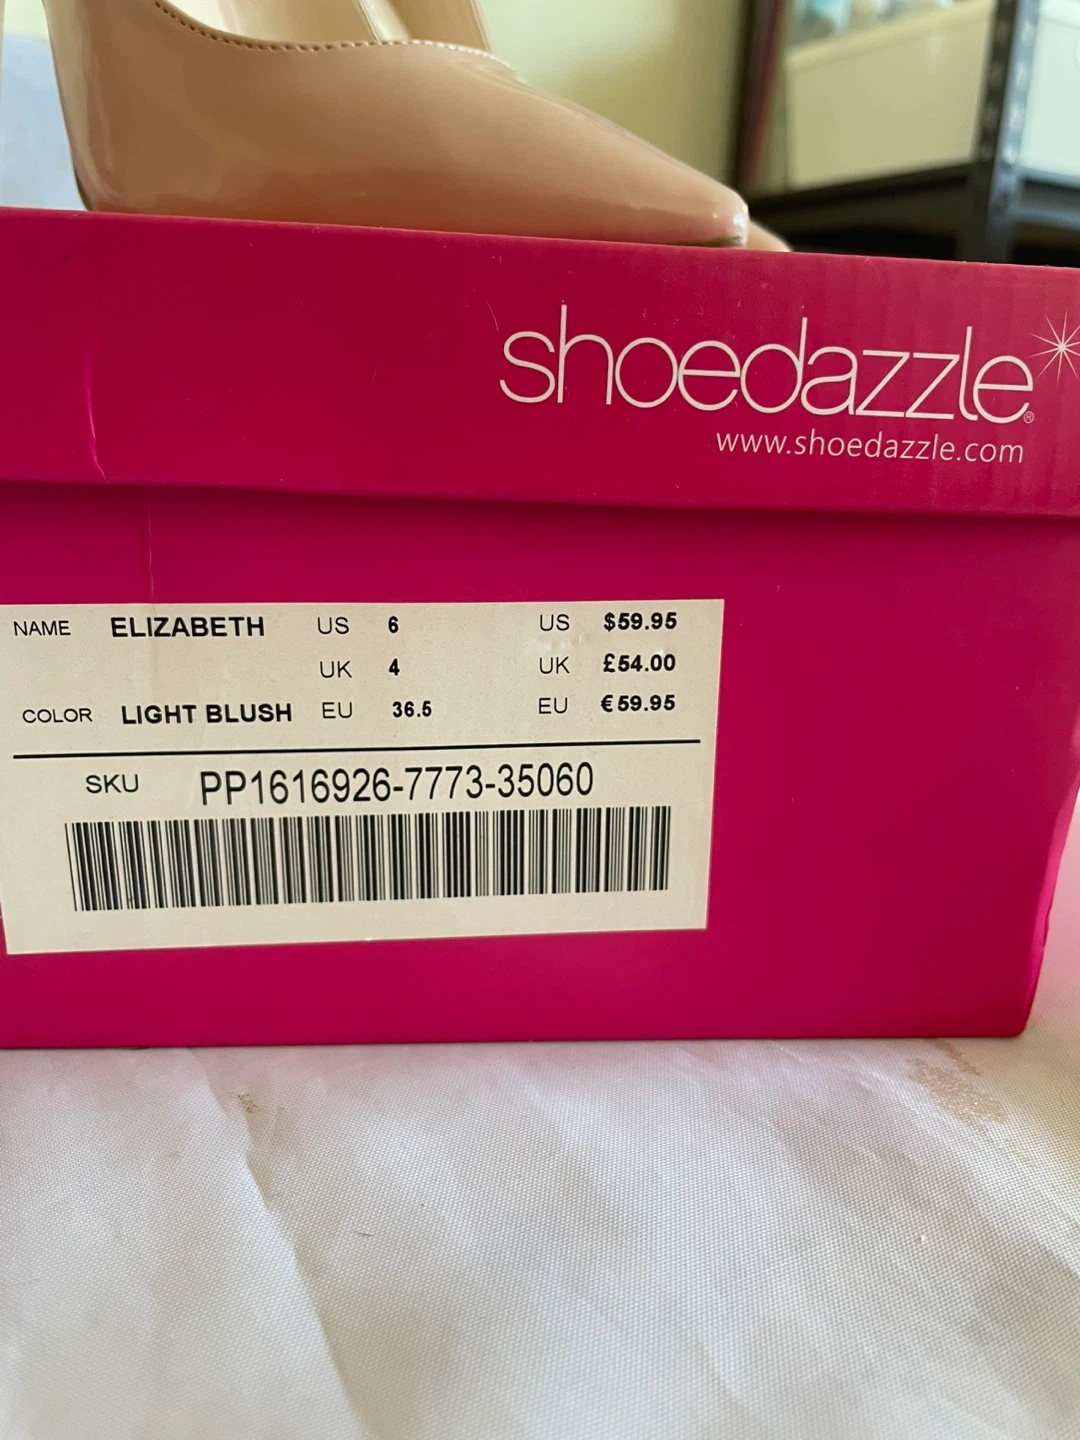 shoedazzle®
www.shoedazzle.com
NAME ELIZABETH US 6 US $59.95
UK 4 UK £54.00
COLOR LIGHT BLUSH EU 36.5 EU €59.95
SKU PP1616926-7773-35060